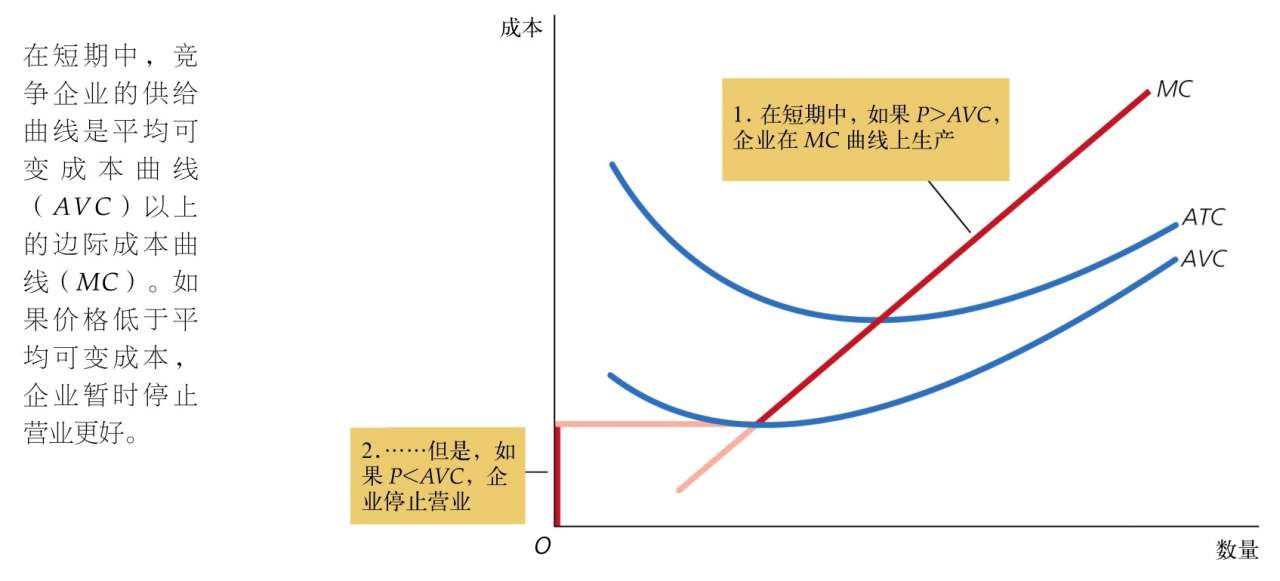 在短期中，竞
争企业的供给
曲线是平均可
变成本曲线
（AVC）以上
的边际成本曲
线（MC）。如
果价格低于平
均可变成本，
企业暂时停止
营业更好。
成本
1. 在短期中，如果 P>AVC，
企业在 MC 曲线上生产
MC
ATC
AVC
2.……但是，如
果 P<AVC，企
业停止营业
O
数量